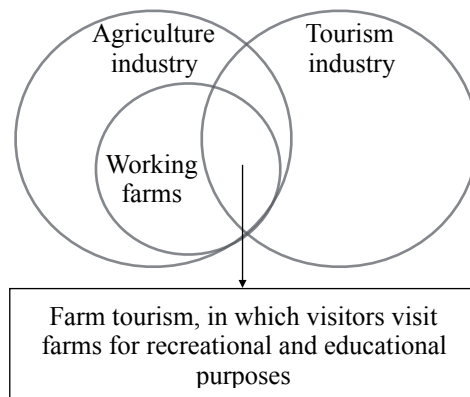 Agriculture
industry
Tourism
industry
Working
farms
Farm tourism, in which visitors visit
farms for recreational and educational
purposes